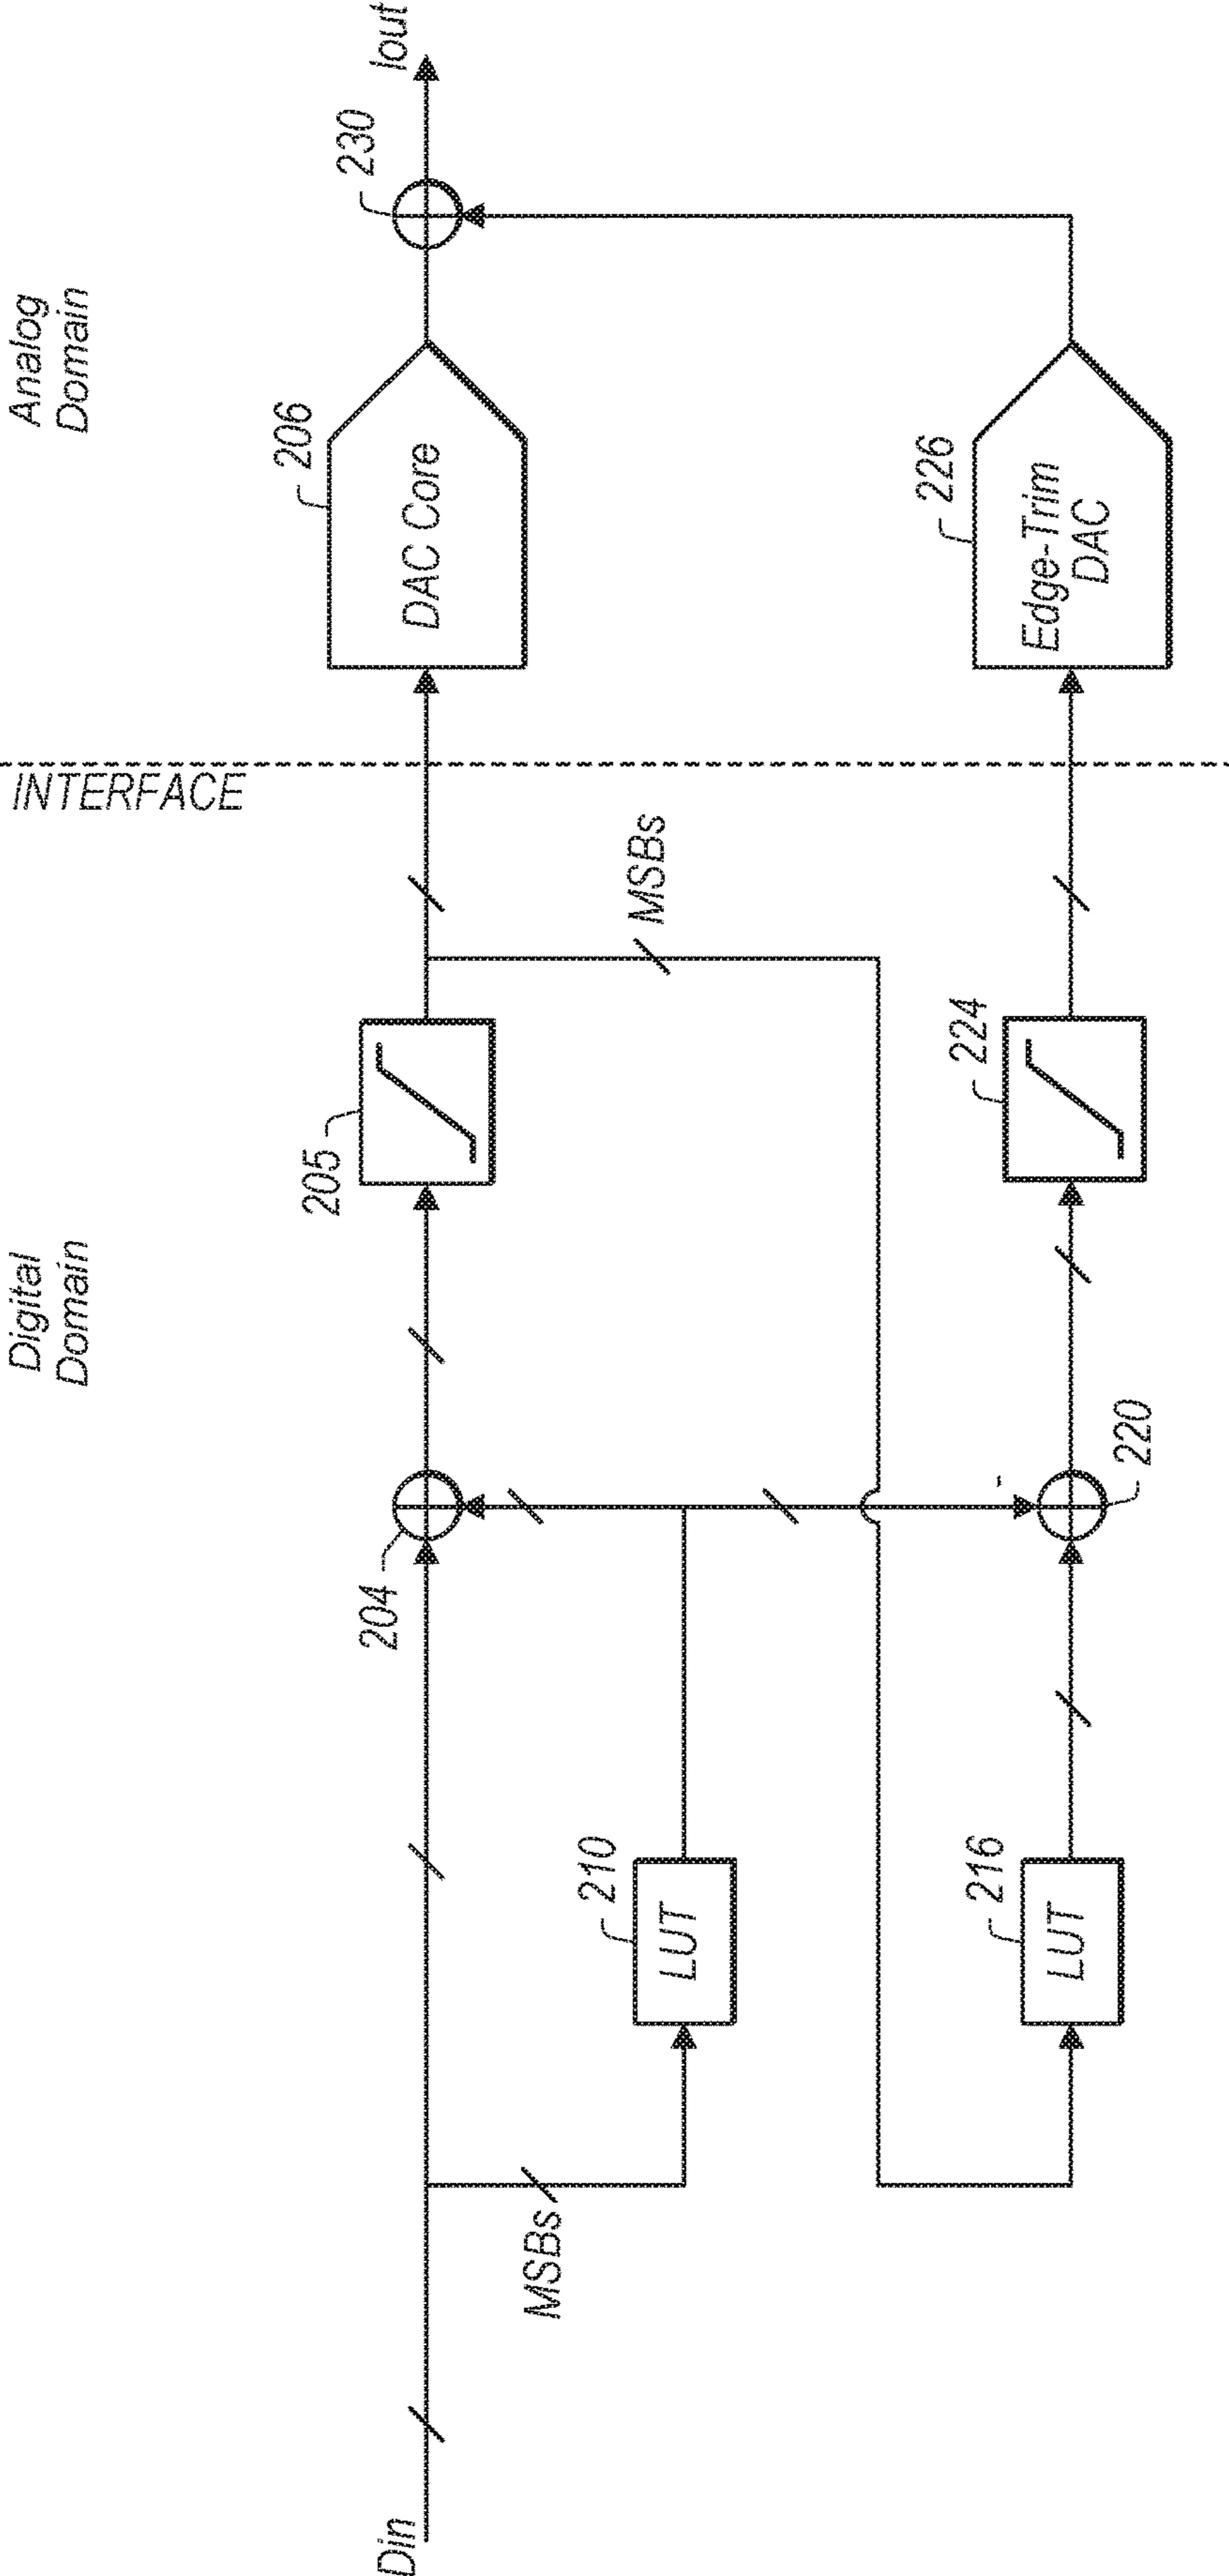 Digital
Domain
Analog
Domain
INTERFACE
Din
MSBs
204
205
206
DAC Core
230
Iout
210
LUT
MSBs
216
LUT
220
224
226
Edge-Trim
DAC